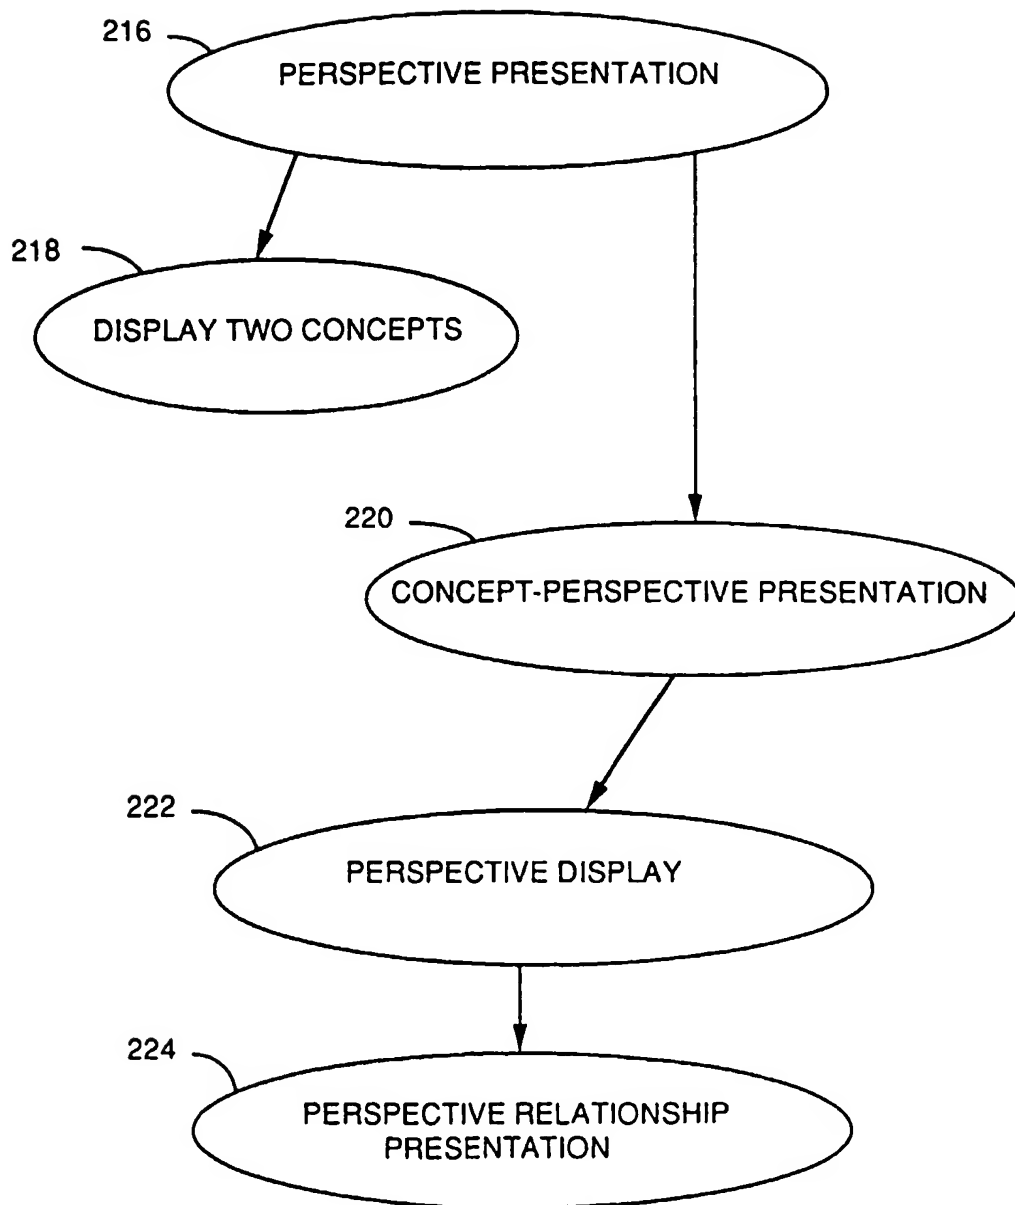 216
PERSPECTIVE PRESENTATION
218
DISPLAY TWO CONCEPTS
220
CONCEPT-PERSPECTIVE PRESENTATION
222
PERSPECTIVE DISPLAY
224
PERSPECTIVE RELATIONSHIP
PRESENTATION